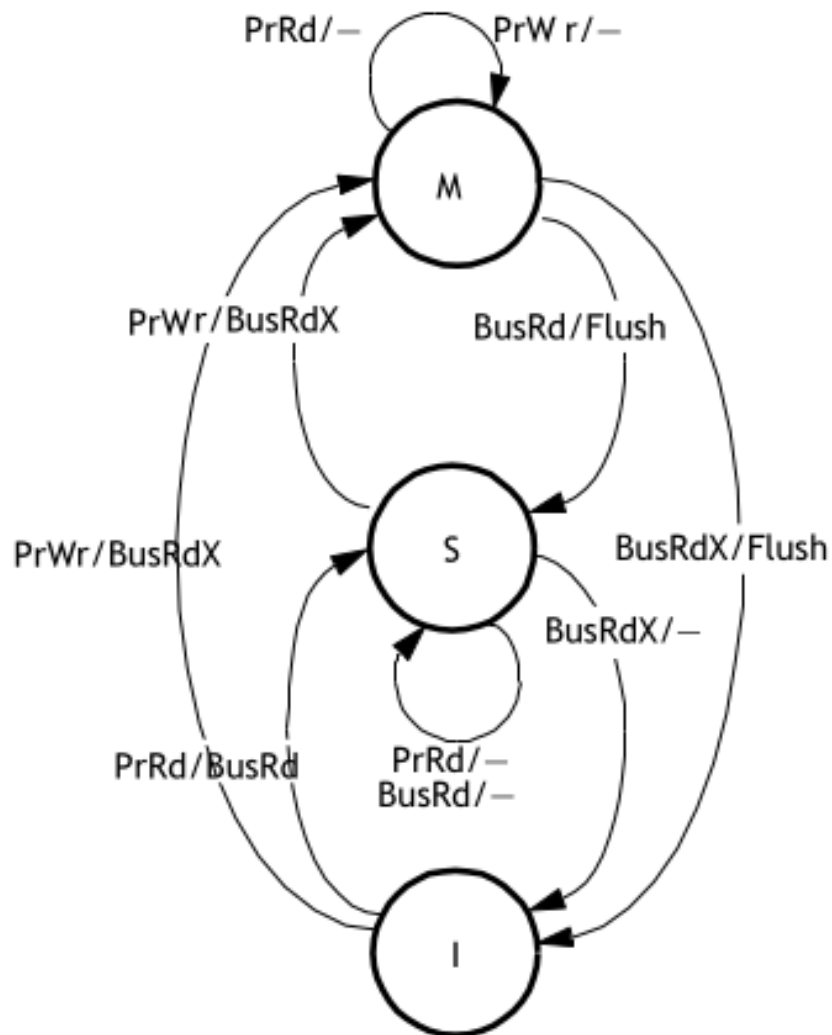 PrRd/—
PrW r/—
M
PrWr/BusRdX
BusRd/Flush
PrWr/BusRdX
S
BusRdX/Flush
BusRdX/—
PrRd/BusRd
PrRd/—
BusRd/—
I